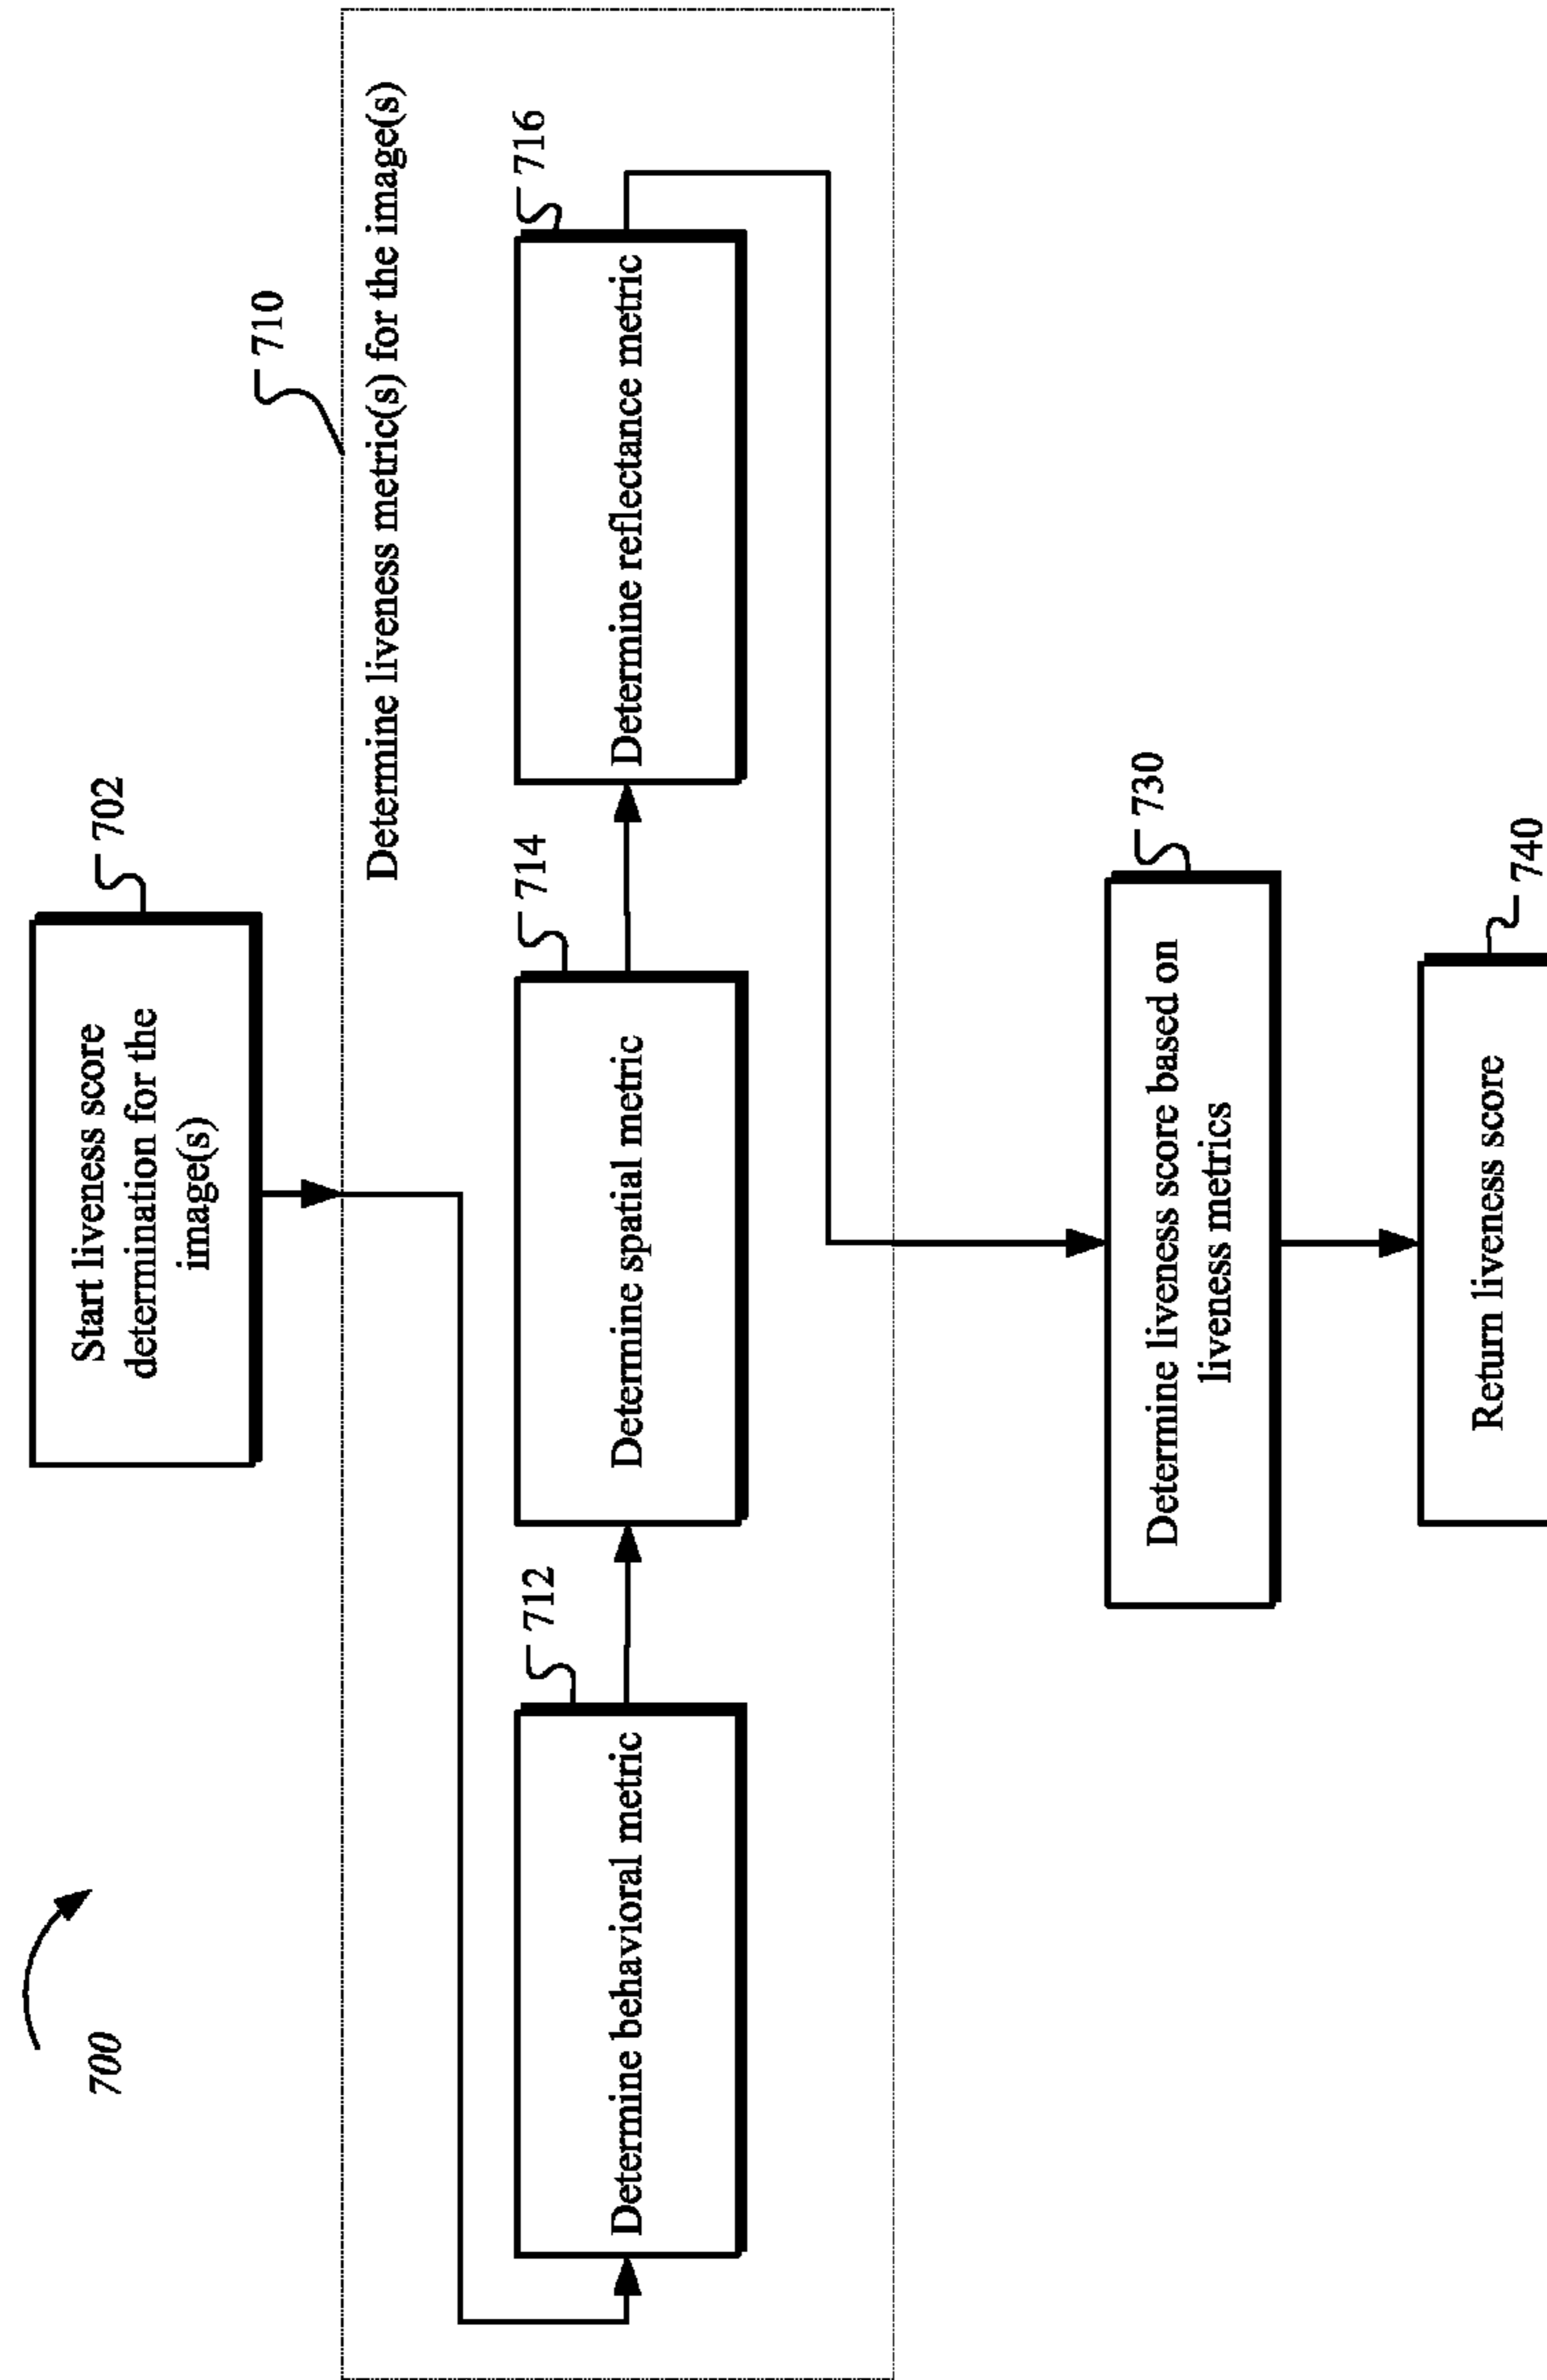 700
702
Start liveness score
determination for the
image(s)
710
Determine liveness metric(s) for the image(s)
712
Determine behavioral metric
714
Determine spatial metric
716
Determine reflectance metric
730
Determine liveness score based on
liveness metrics
740
Return liveness score